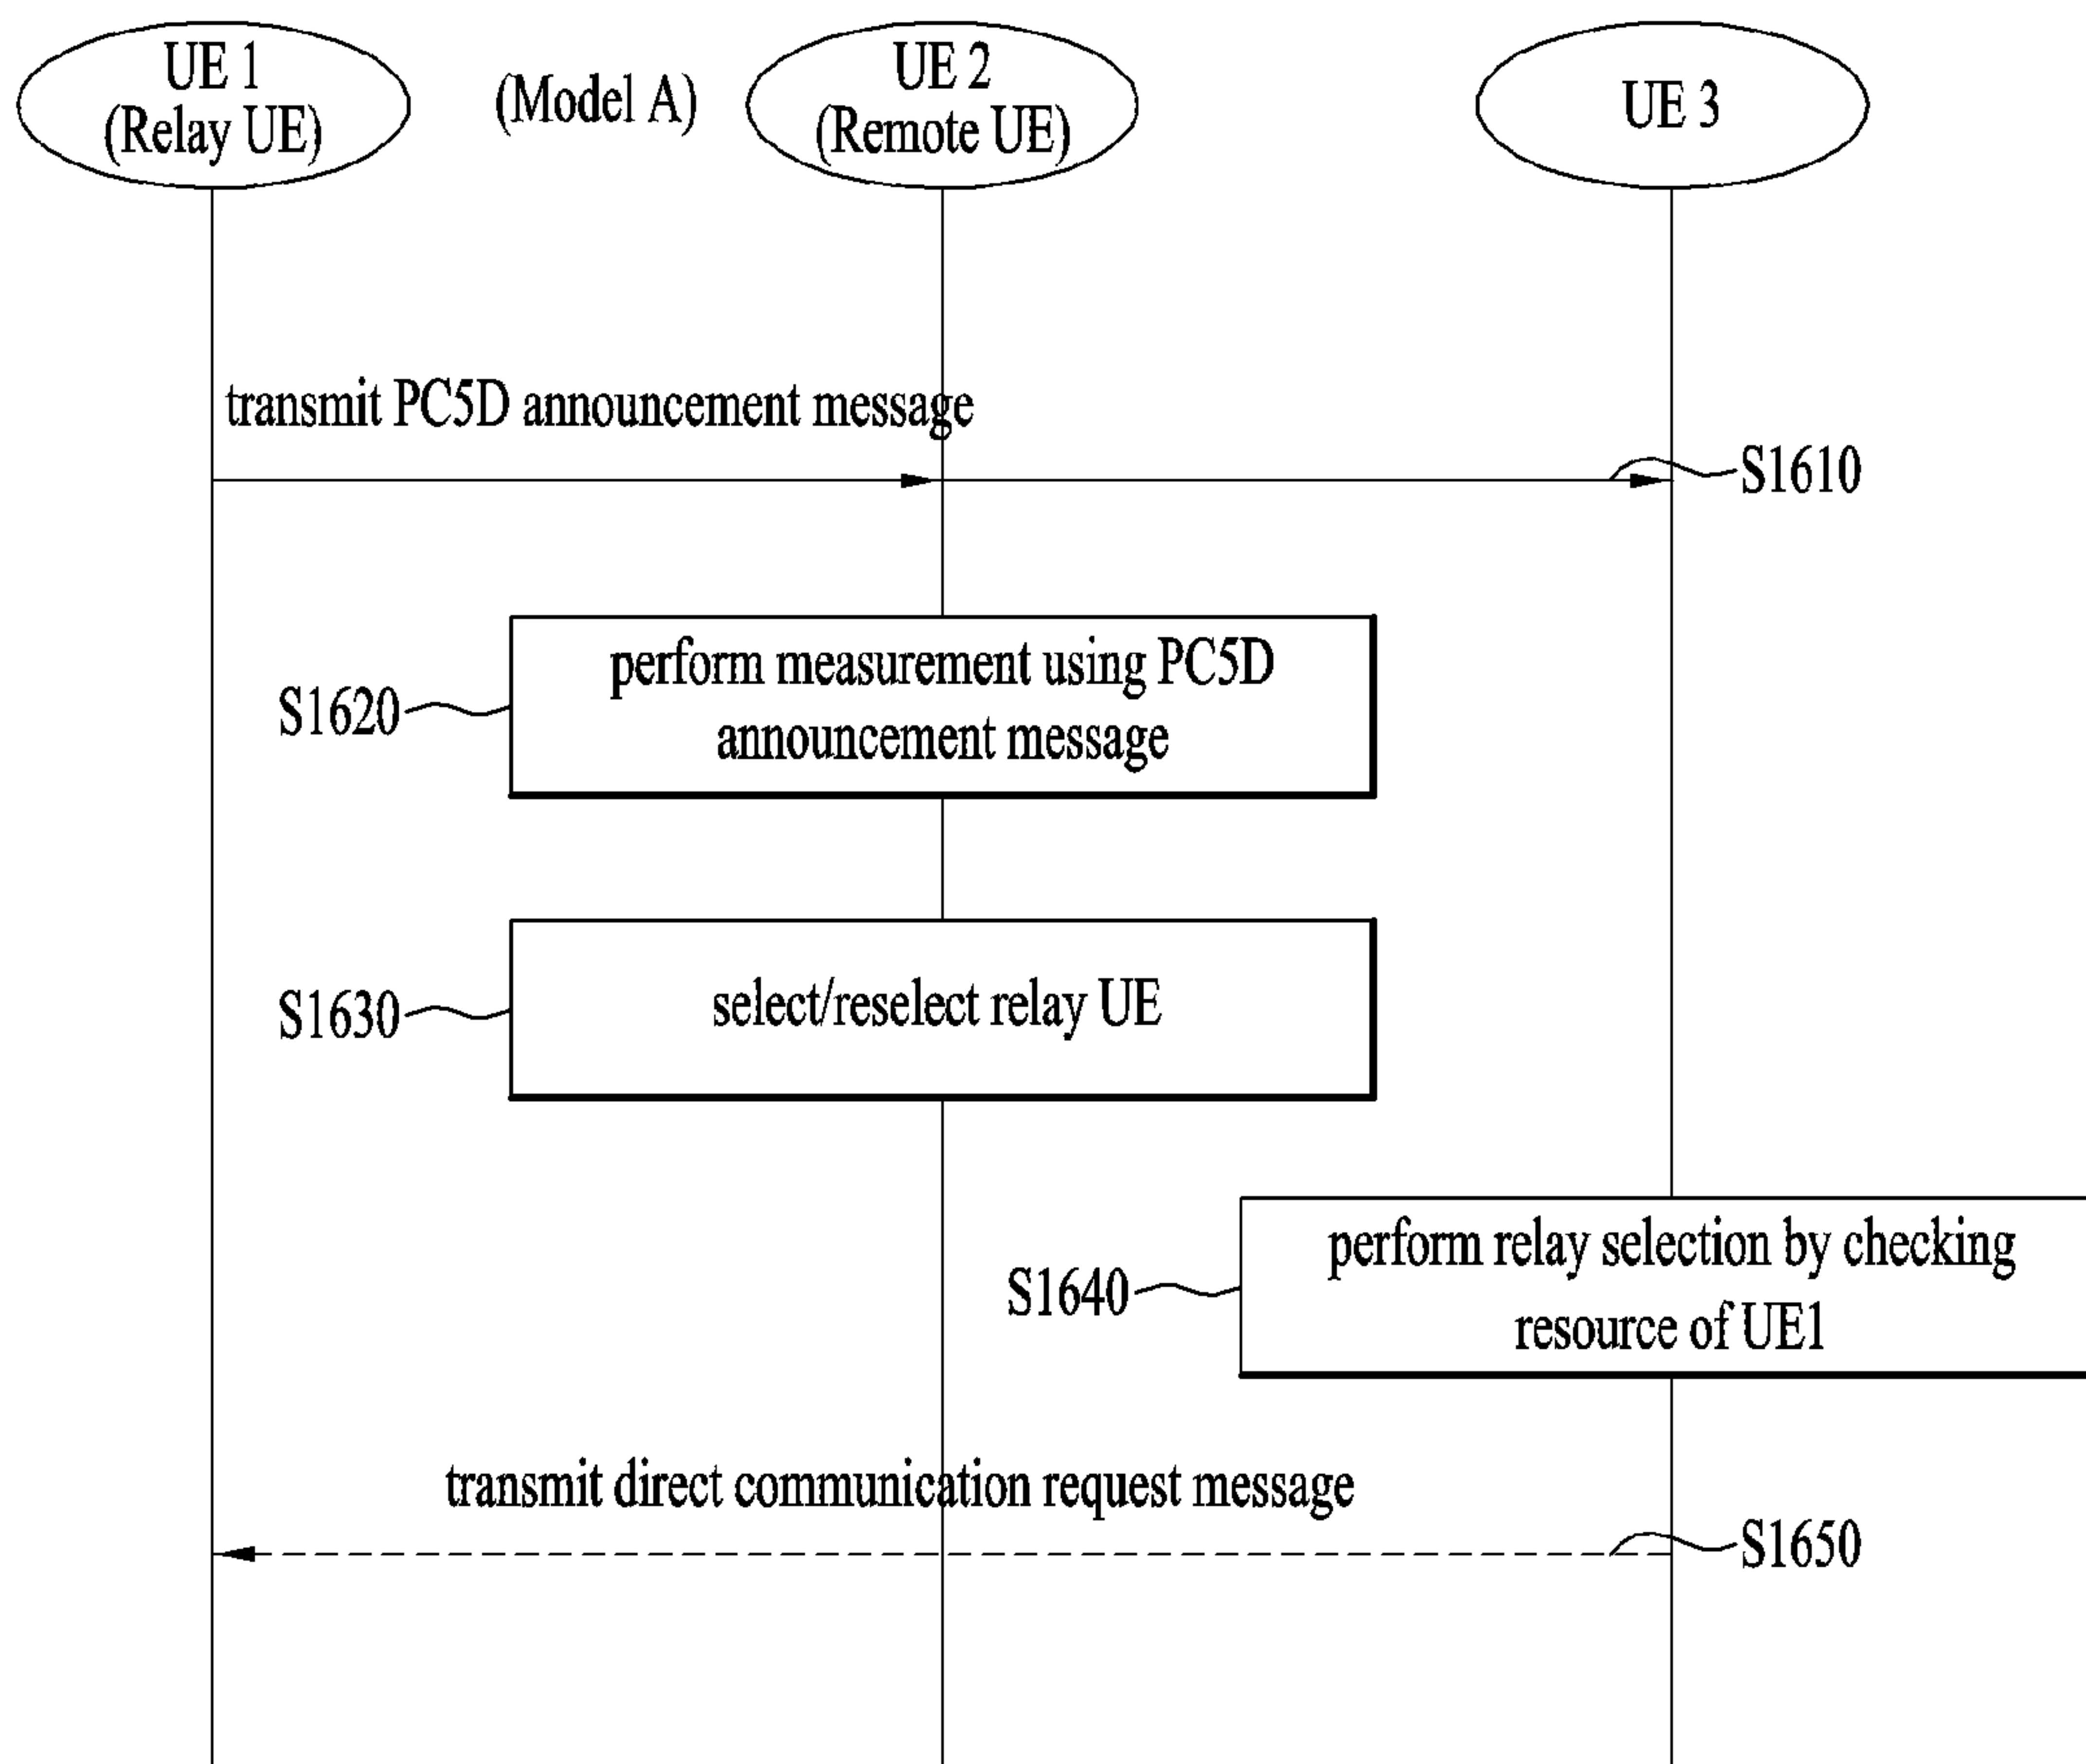 UE 1
(Relay UE)
(Model A)
UE 2
(Remote UE)
UE 3
transmit PC5D announcement message
S1610
perform measurement using PC5D
announcement message
S1620
select/reselect relay UE
S1630
perform relay selection by checking
resource of UE1
S1640
transmit direct communication request message
S1650